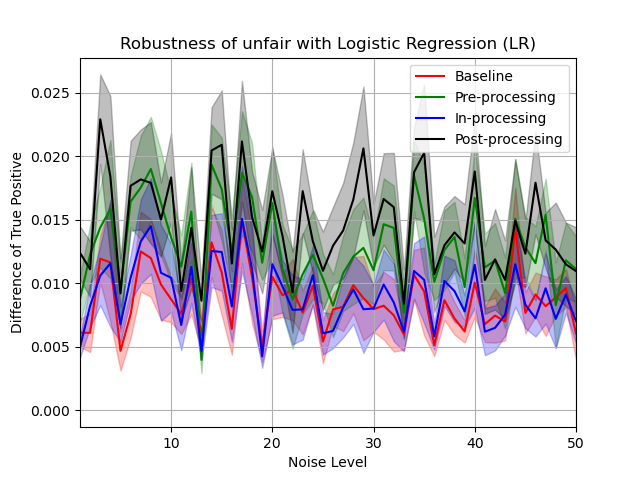 Robustness of unfair with Logistic Regression (LR)
Baseline
Pre-processing
In-processing
Post-processing
Difference of True Positive
0.025
0.020
0.015
0.010
0.005
0.000
10
20
30
40
50
Noise Level